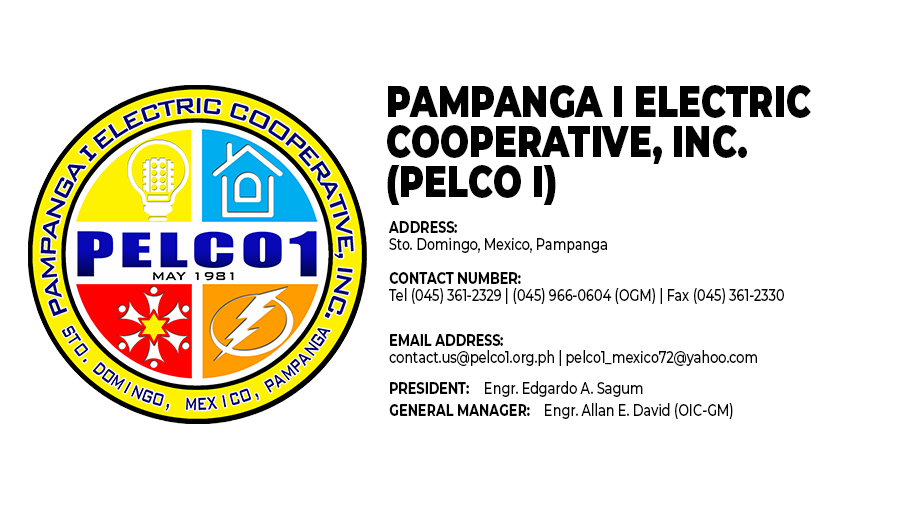 PAMPANGA I ELECTRIC COOPERATIVE, INC.
PELCO1
MAY 1981
STO. DOMINGO, MEXICO, PAMPANGA
PAMPANGA I ELECTRIC
COOPERATIVE, INC.
(PELCO I)
ADDRESS:
Sto. Domingo, Mexico, Pampanga
CONTACT NUMBER:
Tel (045) 361-2329 | (045) 966-0604 (OGM) | Fax (045) 361-2330
EMAIL ADDRESS:
contact.us@pelco1.org.ph | pelco1_mexico72@yahoo.com
PRESIDENT: Engr. Edgardo A. Sagum
GENERAL MANAGER: Engr. Allan E. David (OIC-GM)